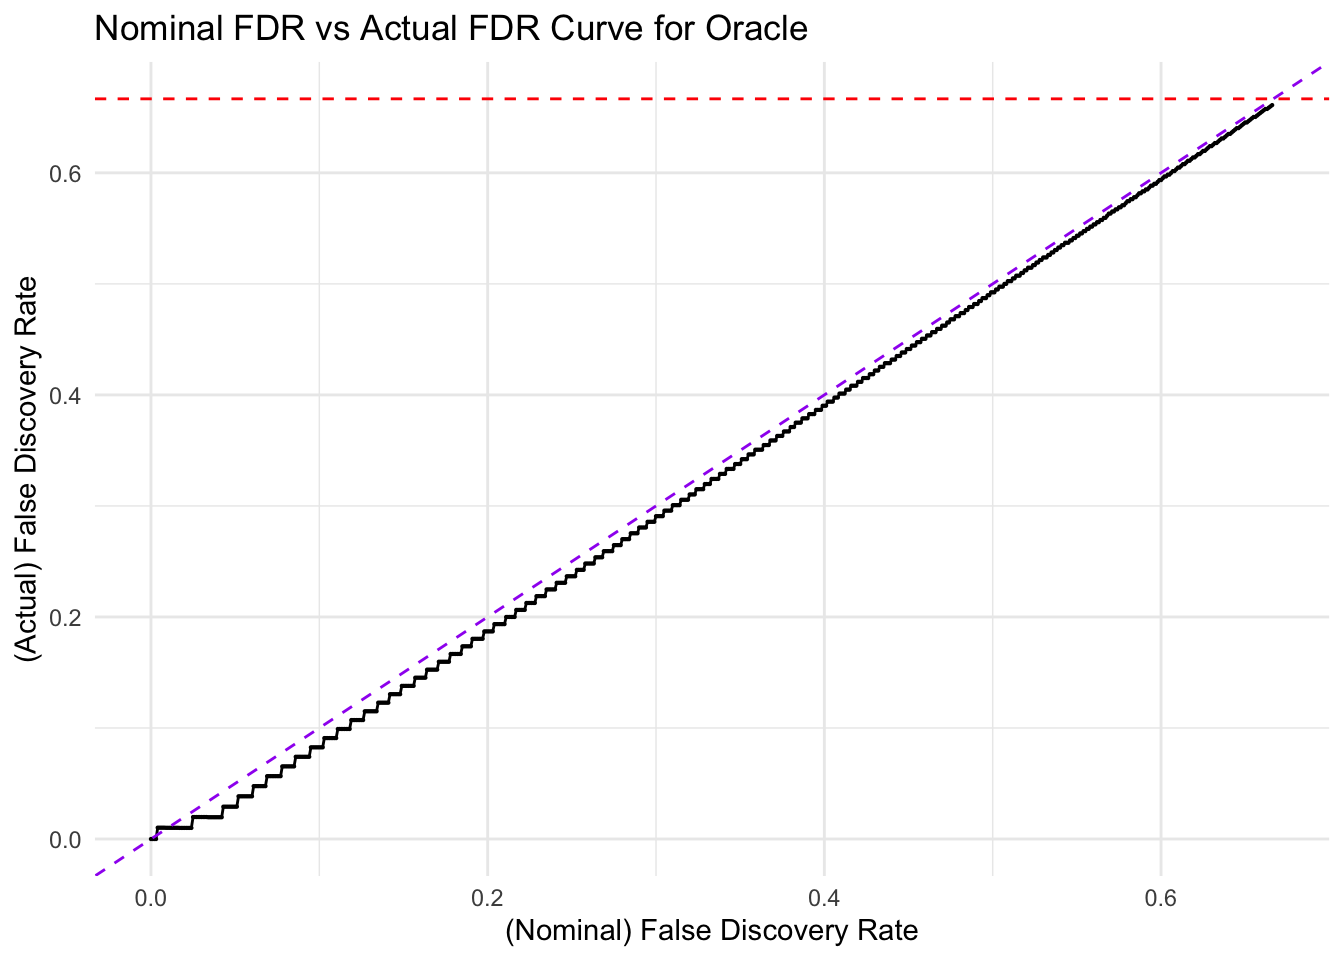 Nominal FDR vs Actual FDR Curve for Oracle
(Actual) False Discovery Rate
0.6
0.4
0.2
0.0
0.0 0.2 0.4 0.6
(Nominal) False Discovery Rate